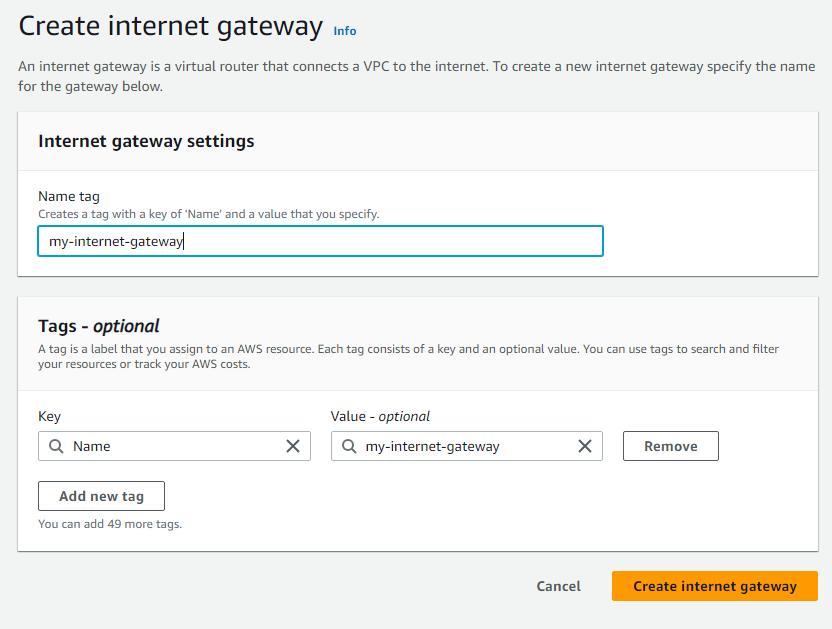 Create internet gateway Info
An internet gateway is a virtual router that connects a VPC to the internet. To create a new internet gateway specify the name
for the gateway below.
Internet gateway settings
Name tag
Creates a tag with a key of 'Name' and a value that you specify.
my-internet-gateway
Tags - optional
A tag is a label that you assign to an AWS resource. Each tag consists of a key and an optional value. You can use tags to search and filter
your resources or track your AWS costs.
Key Value - optional
Name my-internet-gateway Remove
Add new tag
You can add 49 more tags.
Cancel Create internet gateway